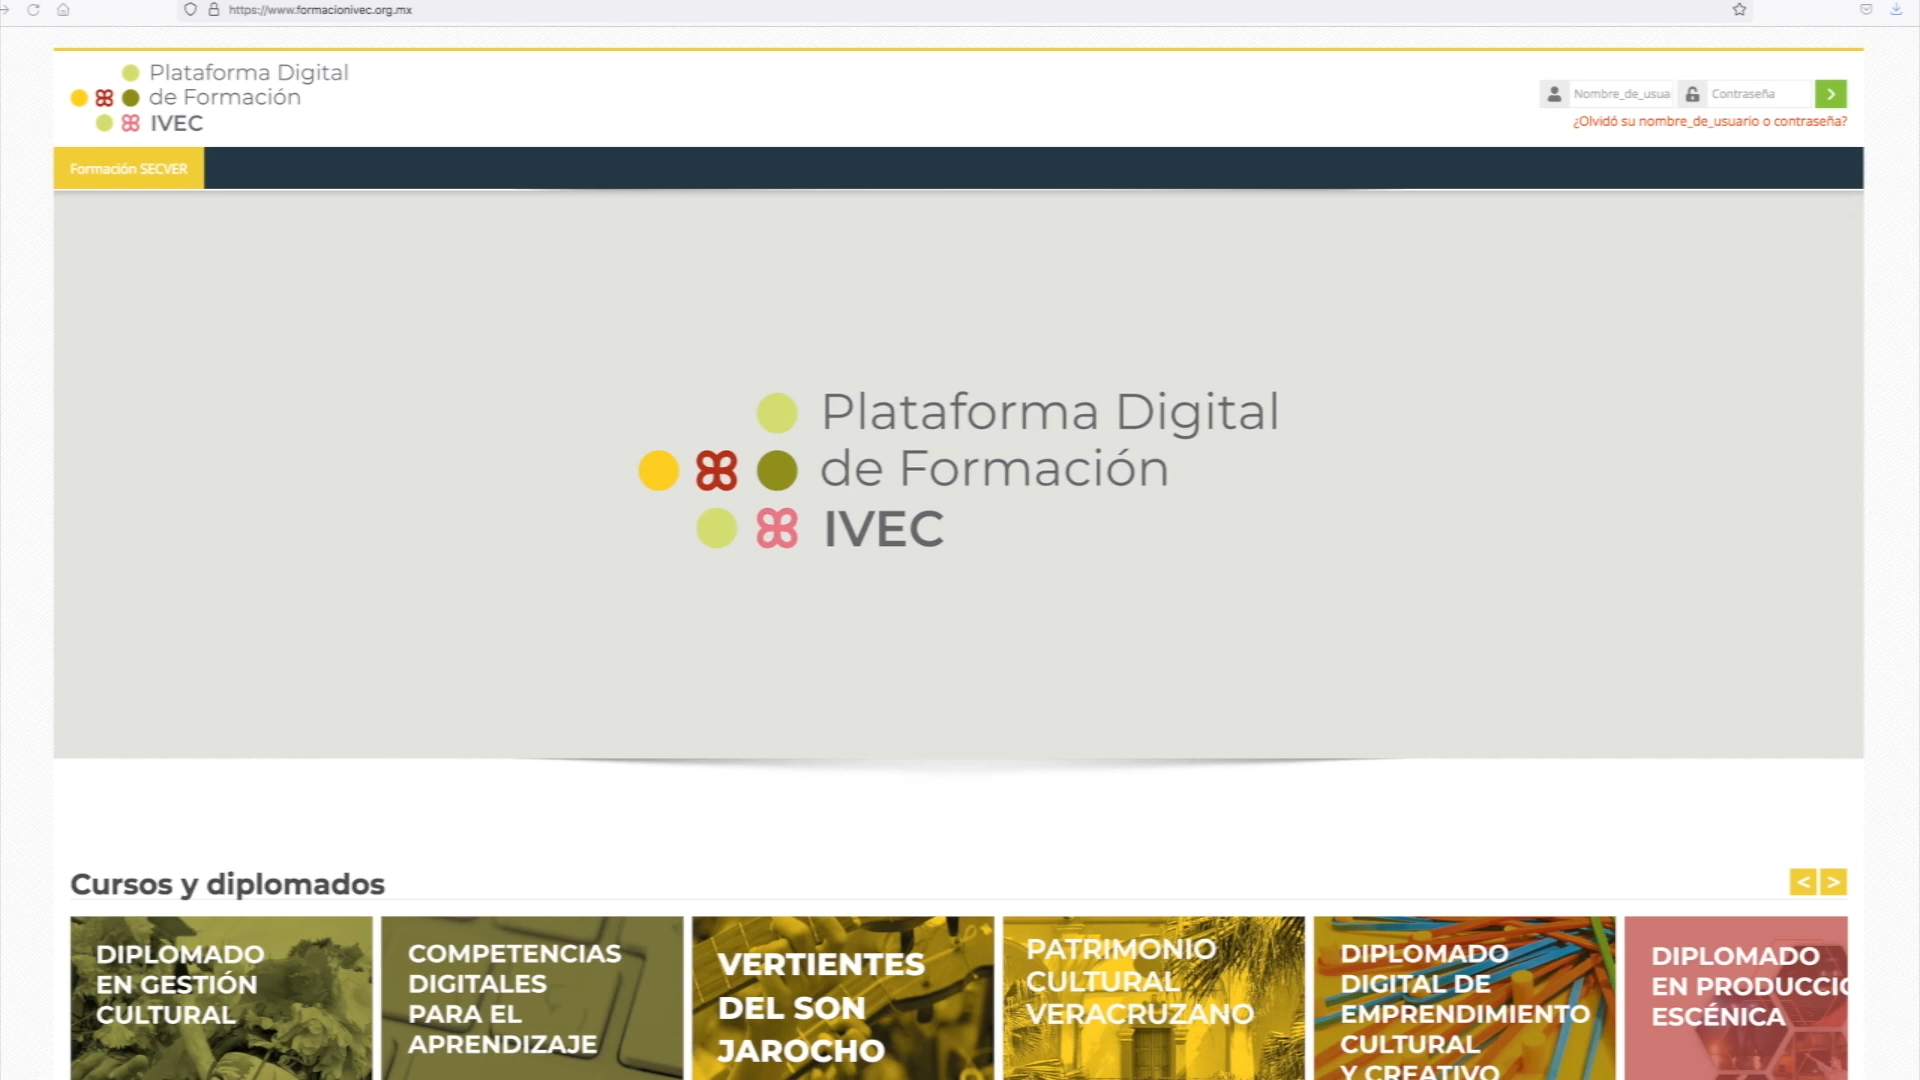 https://www.formacionivec.org.mx
Plataforma Digital
de Formación
IVEC
Nombre_de_usua
Contraseña
¿Olvidó su nombre_de_usuario o contraseña?
Formación SECVER
Plataforma Digital
de Formación
IVEC
Cursos y diplomados
< >
DIPLOMADO
EN GESTIÓN
CULTURAL
COMPETENCIAS
DIGITALES
PARA EL
APRENDIZAJE
VERTIENTES
DEL SON
JAROCHO
PATRIMONIO
CULTURAL
VERACRUZANO
DIPLOMADO
DIGITAL DE
EMPRENDIMIENTO
CULTURAL
Y CREATIVO
DIPLOMADO
EN PRODUCCIÓ
ESCÉNICA